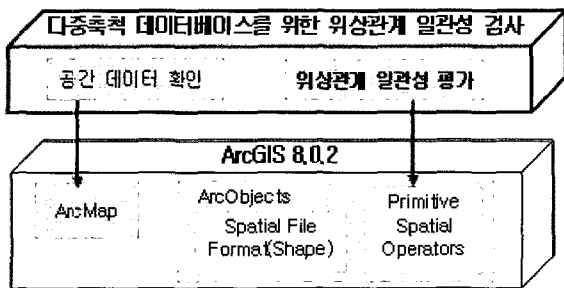 다중축척 데이터베이스를 위한 위상관계 일관성 검사
공간 데이터 확인
위상관계 일관성 평가
ArcGIS 8.0.2
ArcMap
ArcObjects
Spatial File
Format(Shape)
Primitive
Spatial
Operators